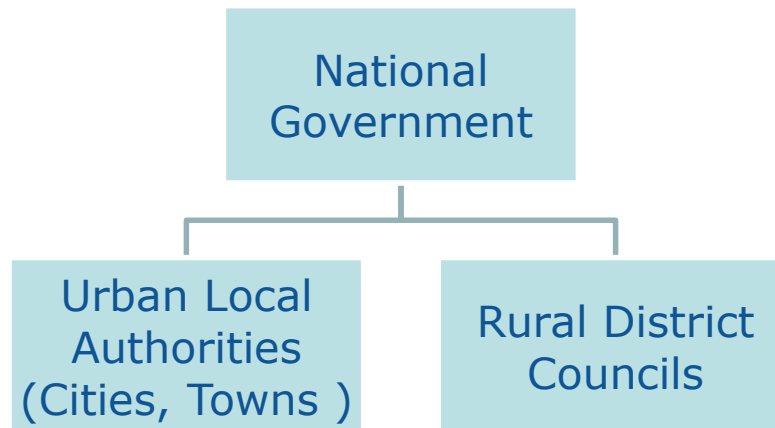 National
Government
Urban Local
Authorities
(Cities, Towns )
Rural District
Councils